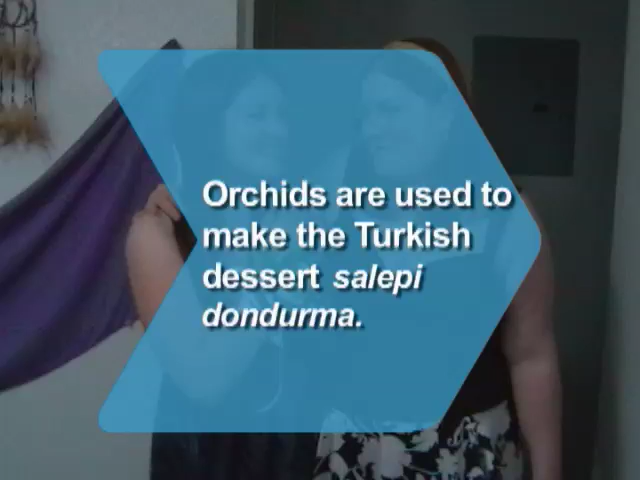 Orchids are used to
make the Turkish
dessert salepi
dondurma.